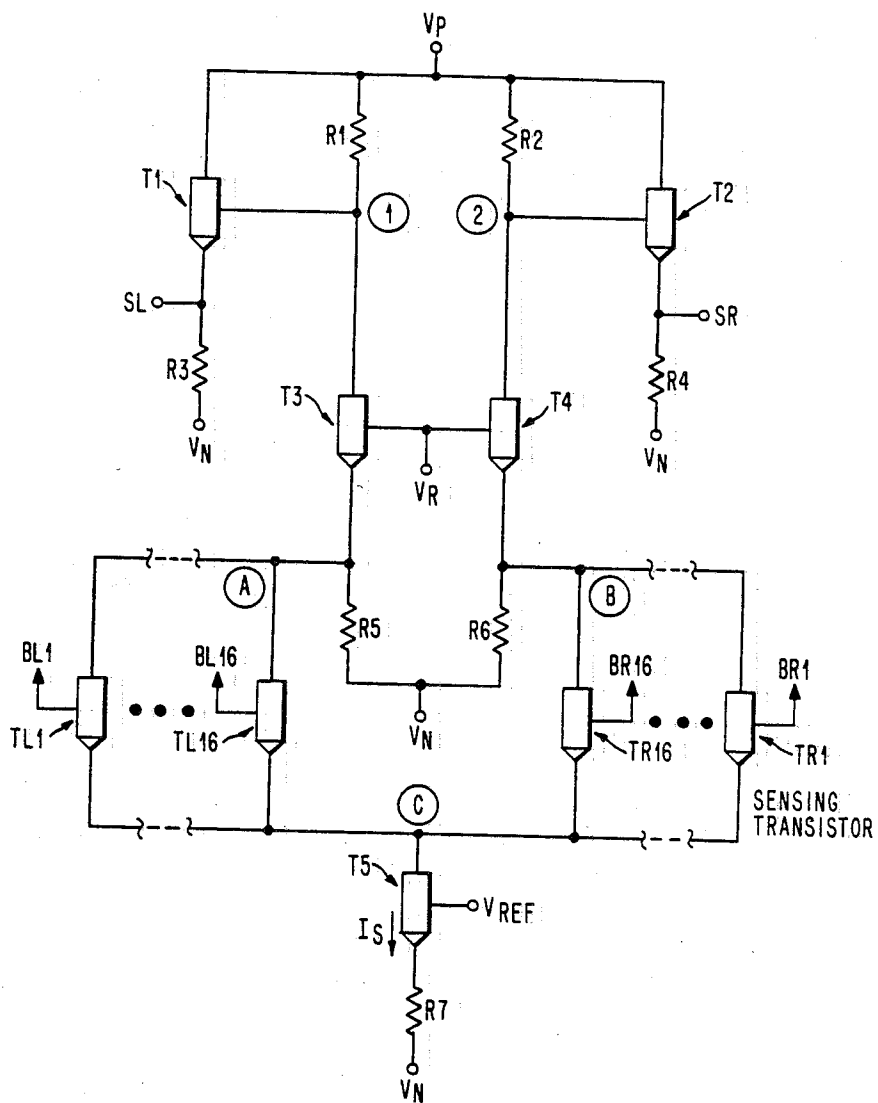 VP
R1
R2
T1
1
2
T2
SL
SR
R3
R4
T3
T4
VN
VR
VN
A
B
R5
R6
BL1
BL16
BR16
BR1
TL1
TL16
VN
TR16
TR1
C
SENSING
TRANSISTOR
T5
IS
VREF
R7
VN